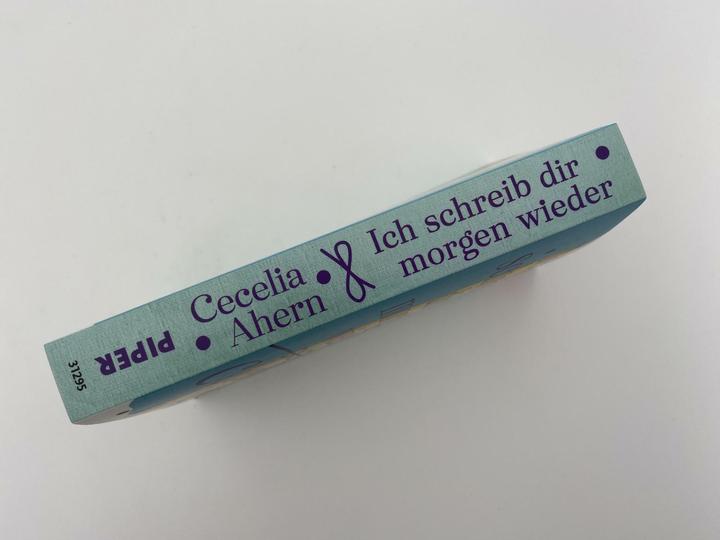 31295
PIPER
Cecelia
Ahern
Ich schreib dir
morgen wieder